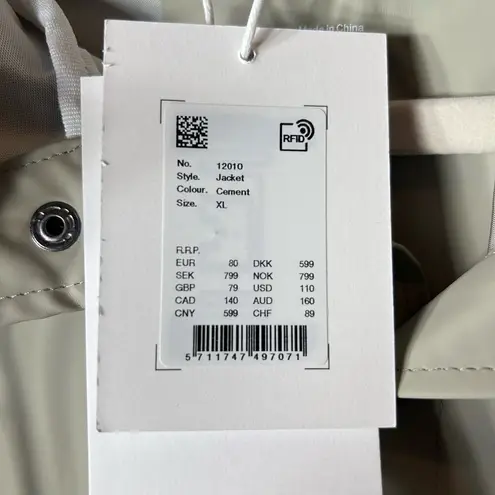 Made in China
RFID
No. 12010
Style. Jacket
Colour. Cement
Size. XL
R.R.P.
EUR 80 DKK 599
SEK 799 NOK 799
GBP 79 USD 110
CAD 140 AUD 160
CNY 599 CHF 89
5 711747 497071